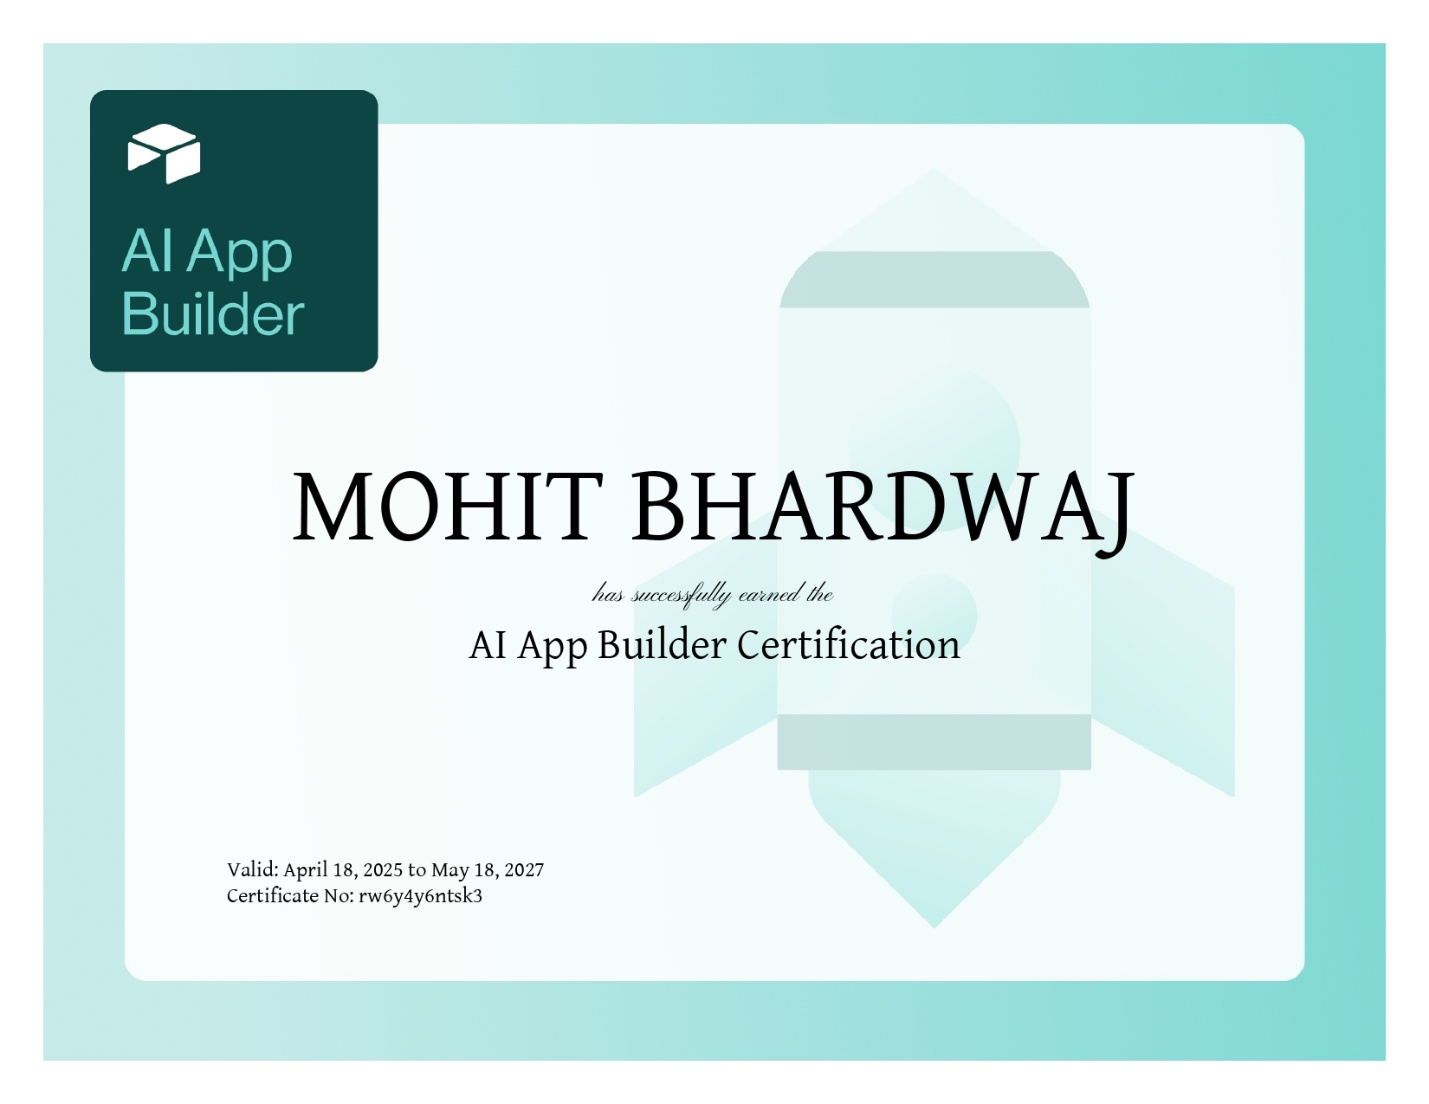 AI App
Builder
MOHIT BHARDWAJ
has successfully earned the
AI App Builder Certification
Valid: April 18, 2025 to May 18, 2027
Certificate No: rw6y4y6ntsk3